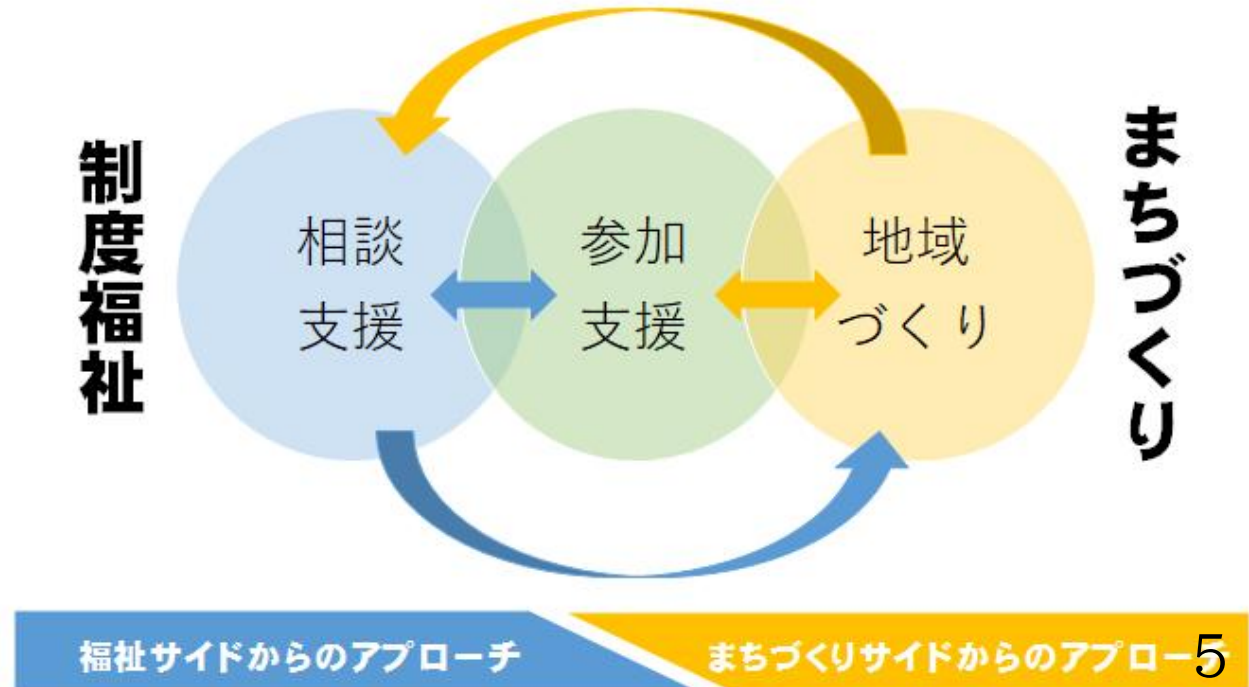 制度福祉
相談
支援
参加
支援
地域
づくり
まちづくり
福祉サイドからのアプローチ
まちづくりサイドからのアプローチ
5